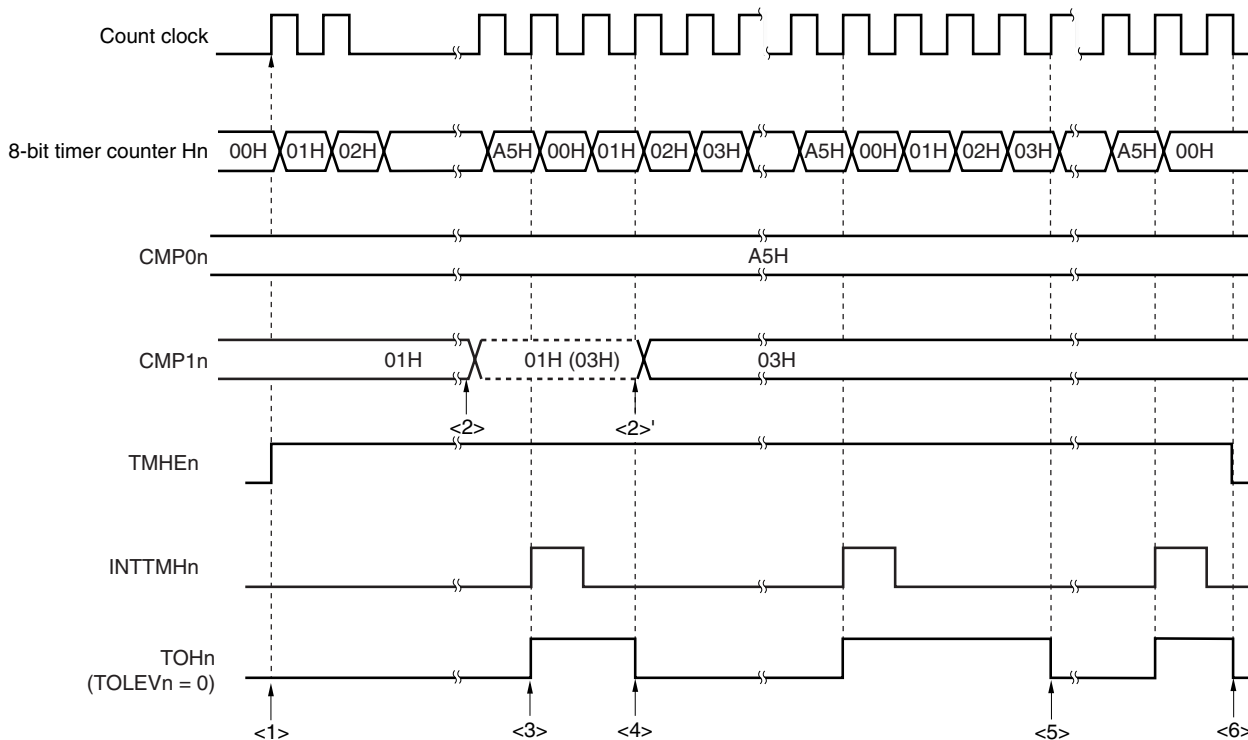 Count clock
8-bit timer counter Hn 00H 01H 02H A5H 00H 01H 02H 03H A5H 00H 01H 02H 03H A5H 00H
CMP0n A5H
CMP1n 01H 01H (03H) 03H
<2> <2>'
TMHEn
INTTMHn
TOHn
(TOLEVn = 0)
<1> <3> <4> <5> <6>